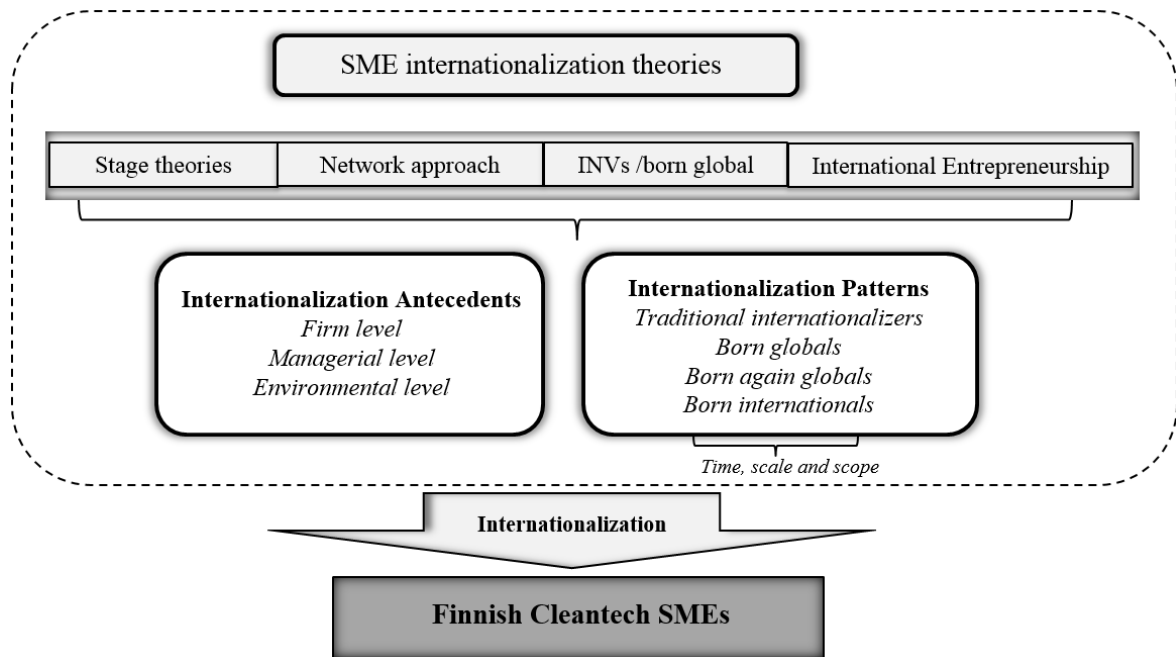 SME internationalization theories
Stage theories
Network approach
INVs /born global
International Entrepreneurship
Internationalization Antecedents
Firm level
Managerial level
Environmental level
Internationalization Patterns
Traditional internationalizers
Born globals
Born again globals
Born internationals
Time, scale and scope
Internationalization
Finnish Cleantech SMEs